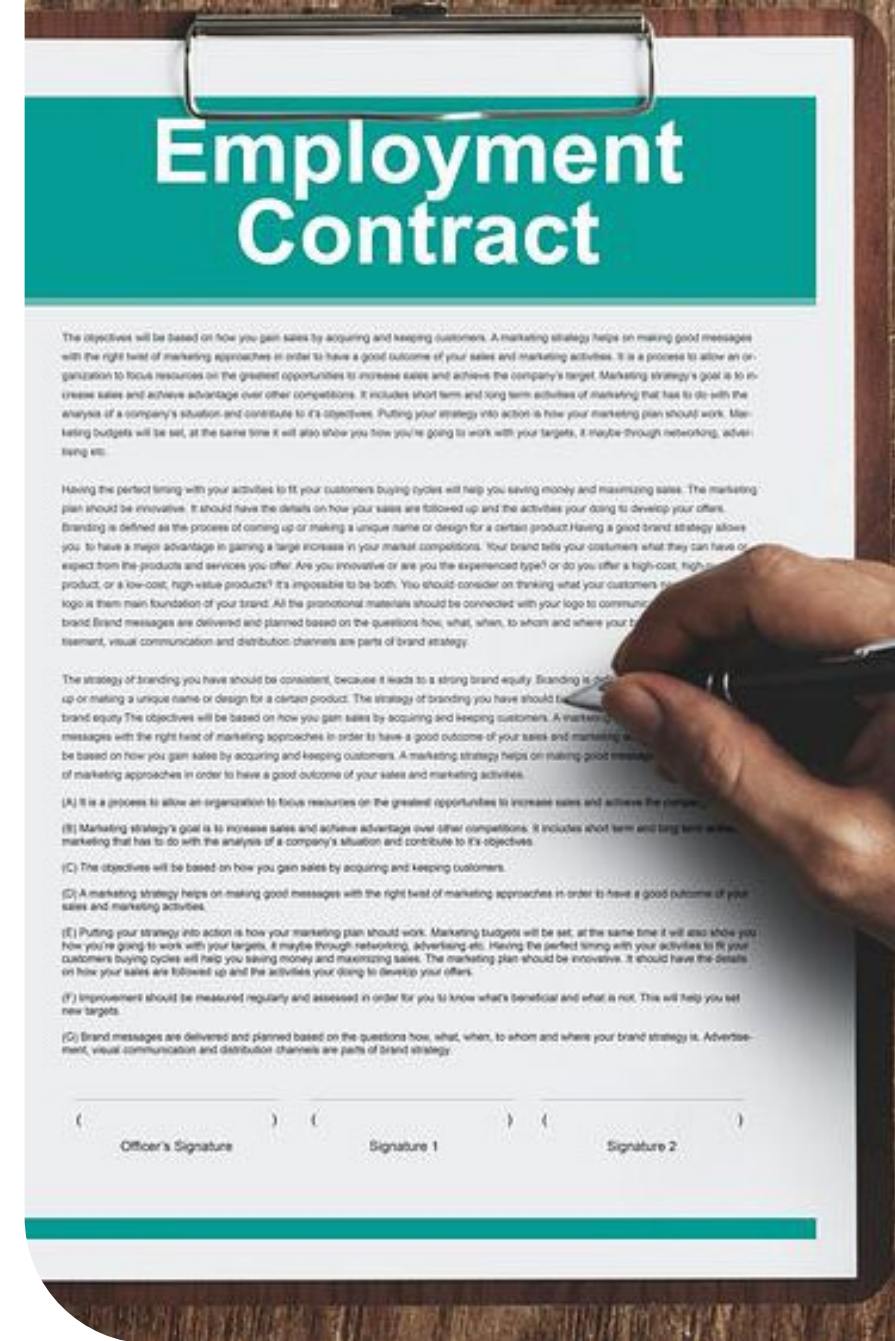 Employment
Contract
The objectives will be based on how you gain sales by acquiring and keeping customers. A marketing strategy helps on making good messages
with the right twist of marketing approaches in order to have a good outcome of your sales and marketing activities. It is a process to allow an or-
ganization to focus resources on the greatest opportunities to increase sales and achieve the company's target. Marketing strategy's goal is to in-
crease sales and achieve advantage over other competitions. It includes short term and long term activities of marketing that has to do with the
analysis of a company's situation and contribute to it's objectives. Putting your strategy into action is how your marketing plan should work. Mar-
keting budgets will be set, at the same time it will also show you how you're going to work with your targets, it maybe through networking, adver-
tising etc.
Having the perfect timing with your activities to fit your customers buying cycles will help you saving money and maximizing sales. The marketing
plan should be innovative. It should have the details on how your sales are followed up and the activities your doing to develop your offers.
Branding is defined as the process of coming up or making a unique name or design for a certain product.Having a good brand strategy allows
you to have a major advantage in gaining a large increase in your market competitions. Your brand tells your costumers what they can have or
expect from the products and services you offer. Are you innovative or are you the experienced type? or do you offer a high-cost,
product, or a low-cost, high-value products? It's impossible to be both. You should consider on thinking what your customers
logo is them main foundation of your brand. All the promotional materials should be connected with your logo to
brand.Brand messages are delivered and planned based on the questions how, what, when, to whom and where your
tisement, visual communication and distribution channels are parts of brand strategy.
The strategy of branding you have should be consistent, because it leads to a strong brand equity. Branding is
up or making a unique name or design for a certain product. The strategy of branding you have should
brand equity.The objectives will be based on how you gain sales by acquiring and keeping customers. A marketing
messages with the right twist of marketing approaches in order to have a good outcome of your sales and marketing
be based on how you gain sales by acquiring and keeping customers. A marketing strategy helps on making good
of marketing approaches in order to have a good outcome of your sales and marketing activities.
(A) It is a process to allow an organization to focus resources on the greatest opportunities to increase sales and achieve the
(B) Marketing strategy's goal is to increase sales and achieve advantage over other competitions. It includes short term and long term
marketing that has to do with the analysis of a company's situation and contribute to it's objectives.
(C) The objectives will be based on how you gain sales by acquiring and keeping customers.
(D) A marketing strategy helps on making good messages with the right twist of marketing approaches in order to have a good outcome of your
sales and marketing activities.
(E) Putting your strategy into action is how your marketing plan should work. Marketing budgets will be set, at the same time it will also show you
how you're going to work with your targets, it maybe through networking, advertising etc. Having the perfect timing with your activities to fit your
customers buying cycles will help you saving money and maximizing sales. The marketing plan should be innovative. It should have the details
on how your sales are followed up and the activities your doing to develop your offers.
(F) Improvement should be measured regularly and assessed in order for you to know what's beneficial and what is not. This will help you set
new targets.
(G) Brand messages are delivered and planned based on the questions how, what, when, to whom and where your brand strategy is. Advertise-
ment, visual communication and distribution channels are parts of brand strategy.
( ) ( ) ( )
Officer's Signature Signature 1 Signature 2